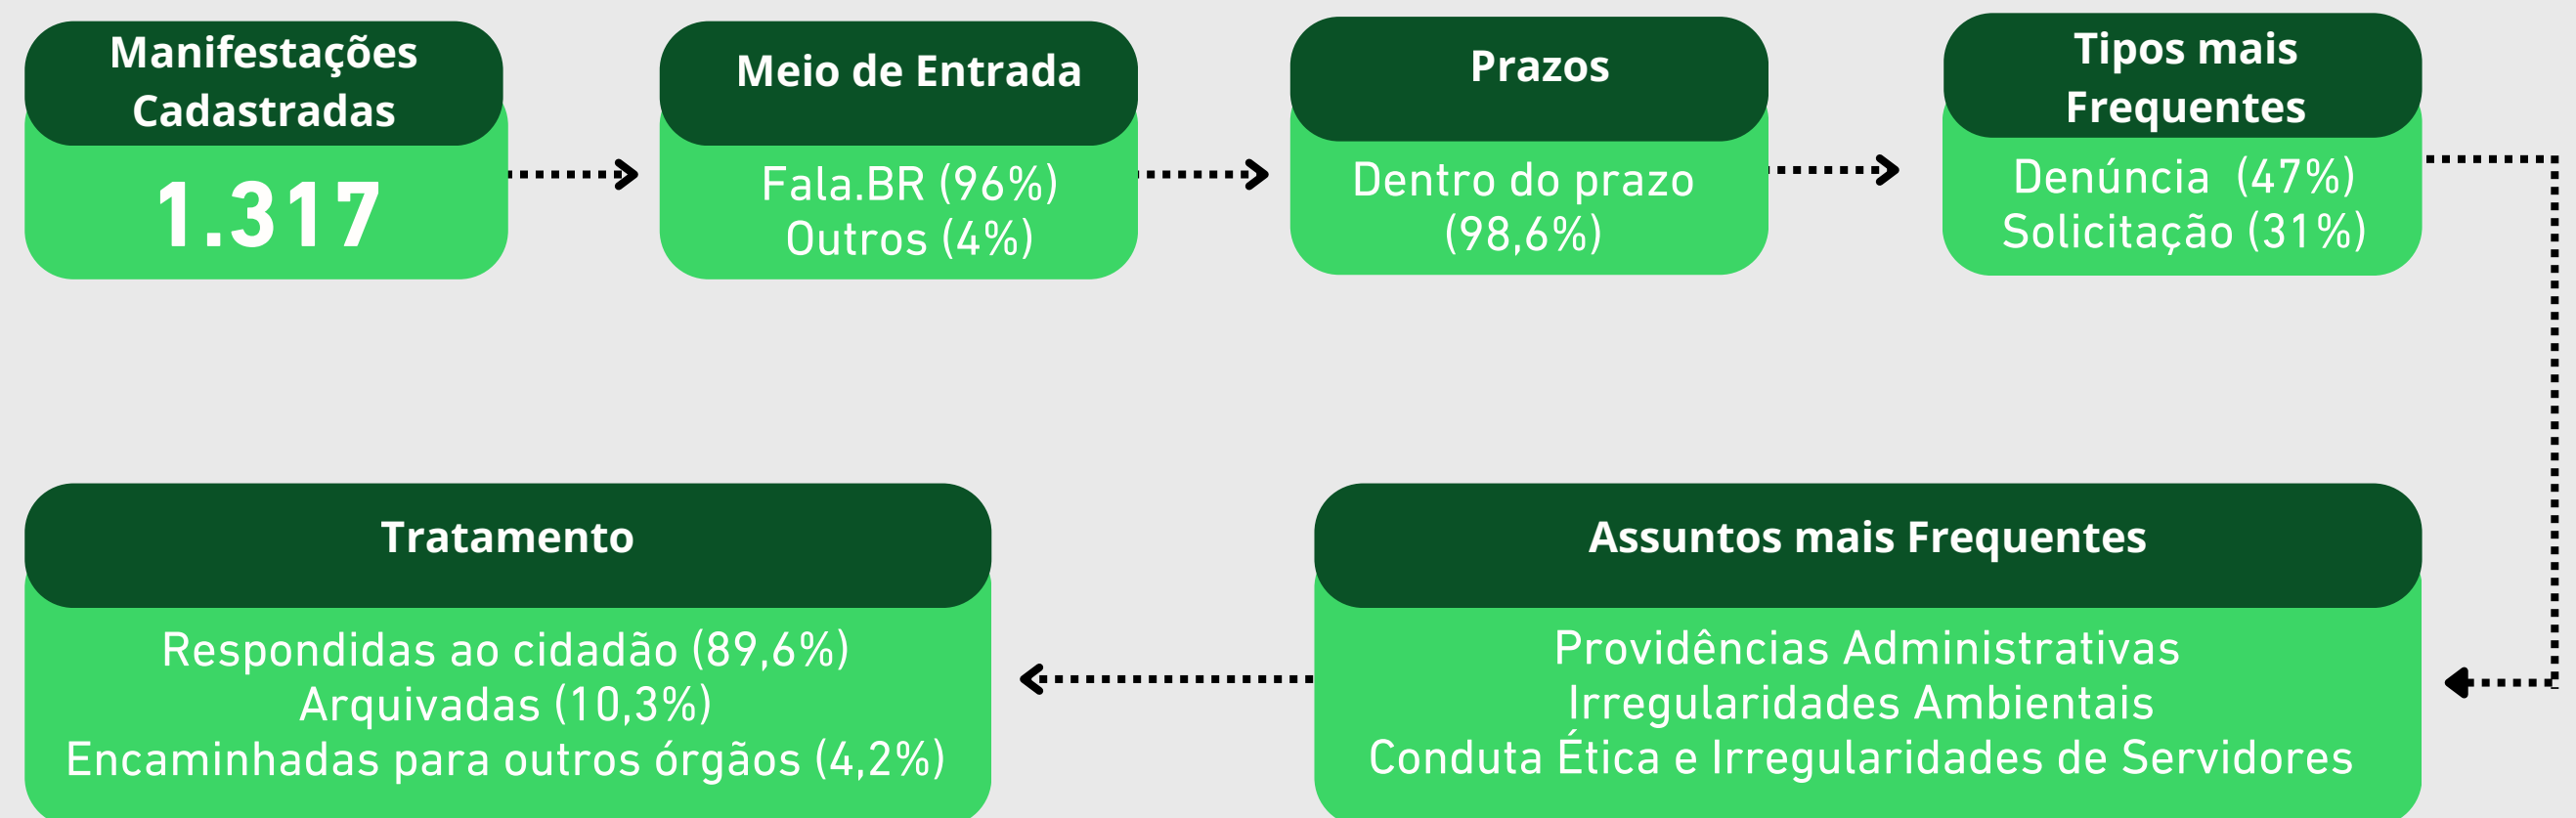 Manifestações
Cadastradas
1.317
Meio de Entrada
Fala.BR (96%)
Outros (4%)
Prazos
Dentro do prazo
(98,6%)
Tipos mais
Frequentes
Denúncia  (47%)
Solicitação (31%)
Assuntos mais Frequentes
Providências Administrativas
Irregularidades Ambientais
Conduta Ética e Irregularidades de Servidores
Tratamento
Respondidas ao cidadão (89,6%)
Arquivadas (10,3%)
Encaminhadas para outros órgãos (4,2%)